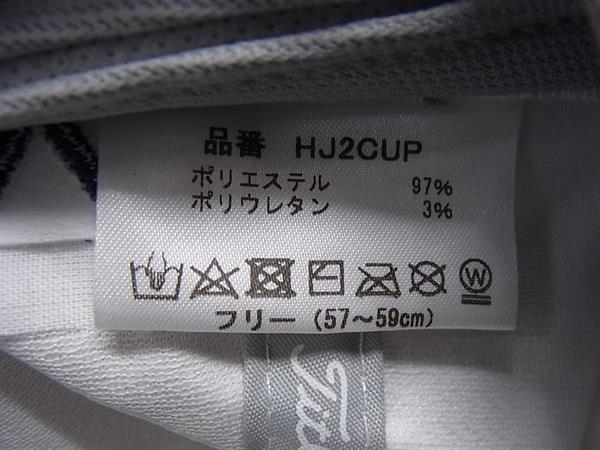 品番 HJ2CUP
ポリエステル 97%
ポリウレタン 3%
W
フリー (57～59cm)